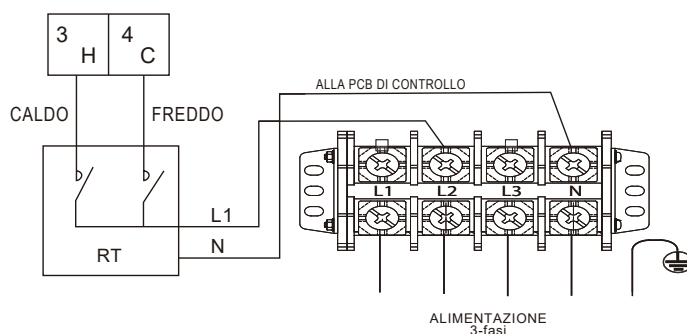 3 4
H C
ALLA PCB DI CONTROLLO
CALDO FREDDO
L1 L2 L3 N
L1
N
RT
ALIMENTAZIONE
3-fasi